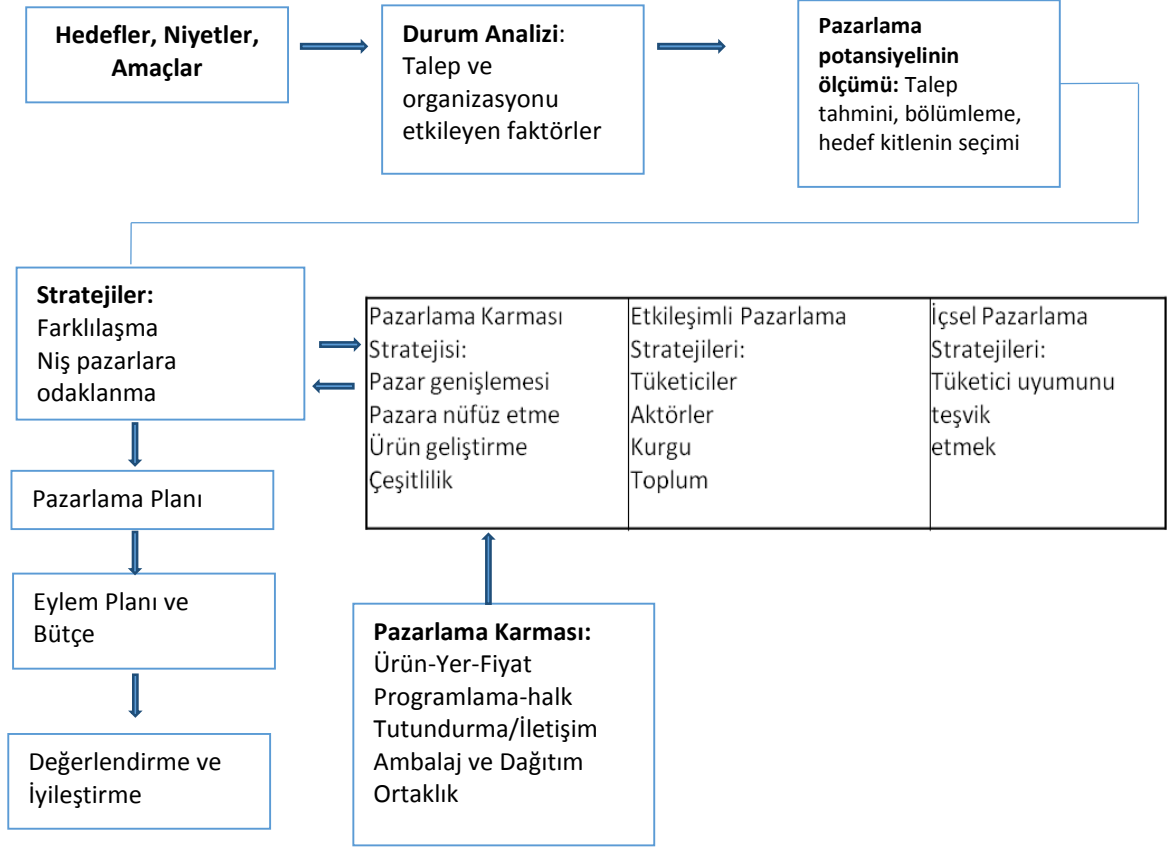 Hedefler, Niyetler,
Amaçlar
Durum Analizi:
Talep ve
organizasyonu
etkileyen faktörler
Pazarlama
potansiyelinin
ölçümü: Talep
tahmini, bölümleme,
hedef kitlenin seçimi
Stratejiler:
Farklılaşma
Niş pazarlara
odaklanma
Pazarlama Karması
Stratejisi:
Pazar genişlemesi
Pazara nüfüz etme
Ürün geliştirme
Çeşitlilik
Etkileşimli Pazarlama
Stratejileri:
Tüketiciler
Aktörler
Kurgu
Toplum
İçsel Pazarlama
Stratejileri:
Tüketici uyumunu
teşvik
etmek
Pazarlama Planı
Eylem Planı ve
Bütçe
Değerlendirme ve
İyileştirme
Pazarlama Karması:
Ürün-Yer-Fiyat
Programlama-halk
Tutundurma/İletişim
Ambalaj ve Dağıtım
Ortaklık